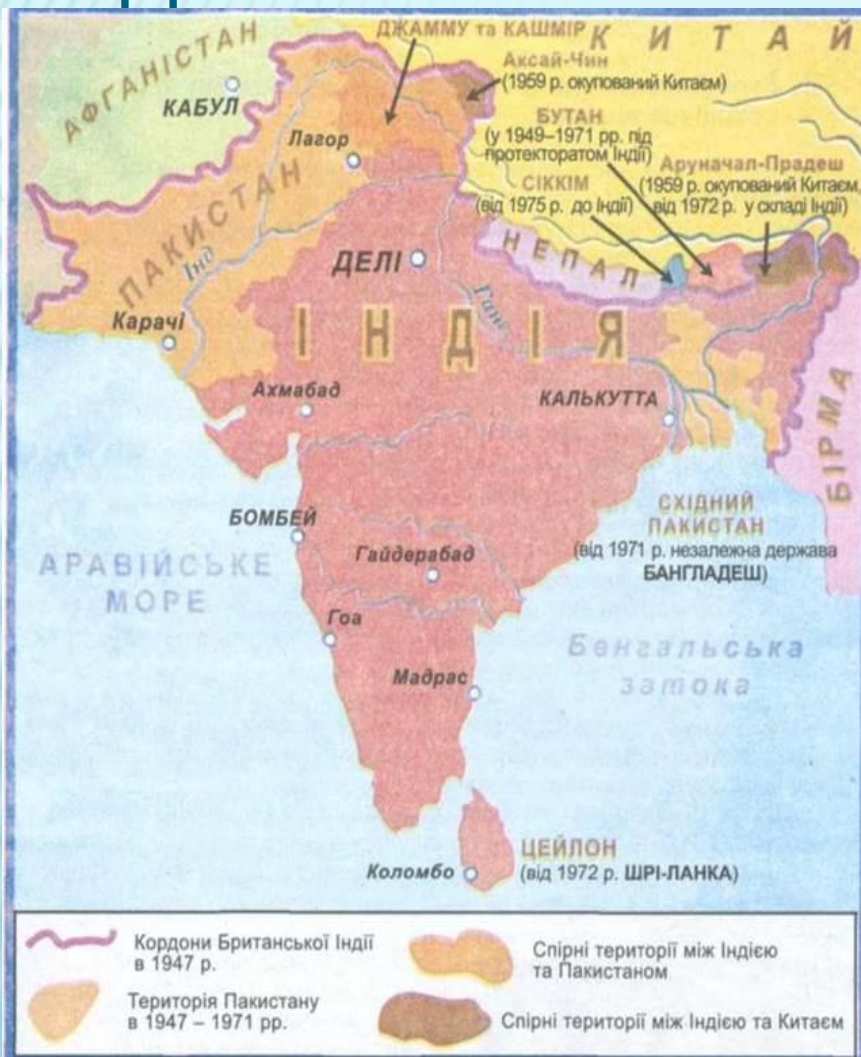 ДЖАММУ та КАШМІР
КИТАЙ
АФГАНІСТАН
КАБУЛ
Аксай-Чин
(1959 р. окупований Китаєм)
БУТАН
(у 1949–1971 рр. під
протекторатом Індії)
Лагор
Аруначал-Прадеш
(1959 р. окупований Китаєм,
від 1972 р. у складі Індії)
СІККІМ
(від 1975 р. до Індії)
ПАКИСТАН
Інд
НЕПАЛ
ДЕЛІ
Ганг
Карачі
ІНДІЯ
Ахмабад
КАЛЬКУТТА
БІРМА
СХІДНИЙ
ПАКИСТАН
(від 1971 р. незалежна держава
БАНГЛАДЕШ)
БОМБЕЙ
Гайдерабад
АРАВІЙСЬКЕ
МОРЕ
Гоа
Бенгальська
затока
Мадрас
ЦЕЙЛОН
(від 1972 р. ШРІ-ЛАНКА)
Коломбо
Кордони Британської Індії
в 1947 р.
Територія Пакистану
в 1947 – 1971 рр.
Спірні території між Індією
та Пакистаном
Спірні території між Індією та Китаєм